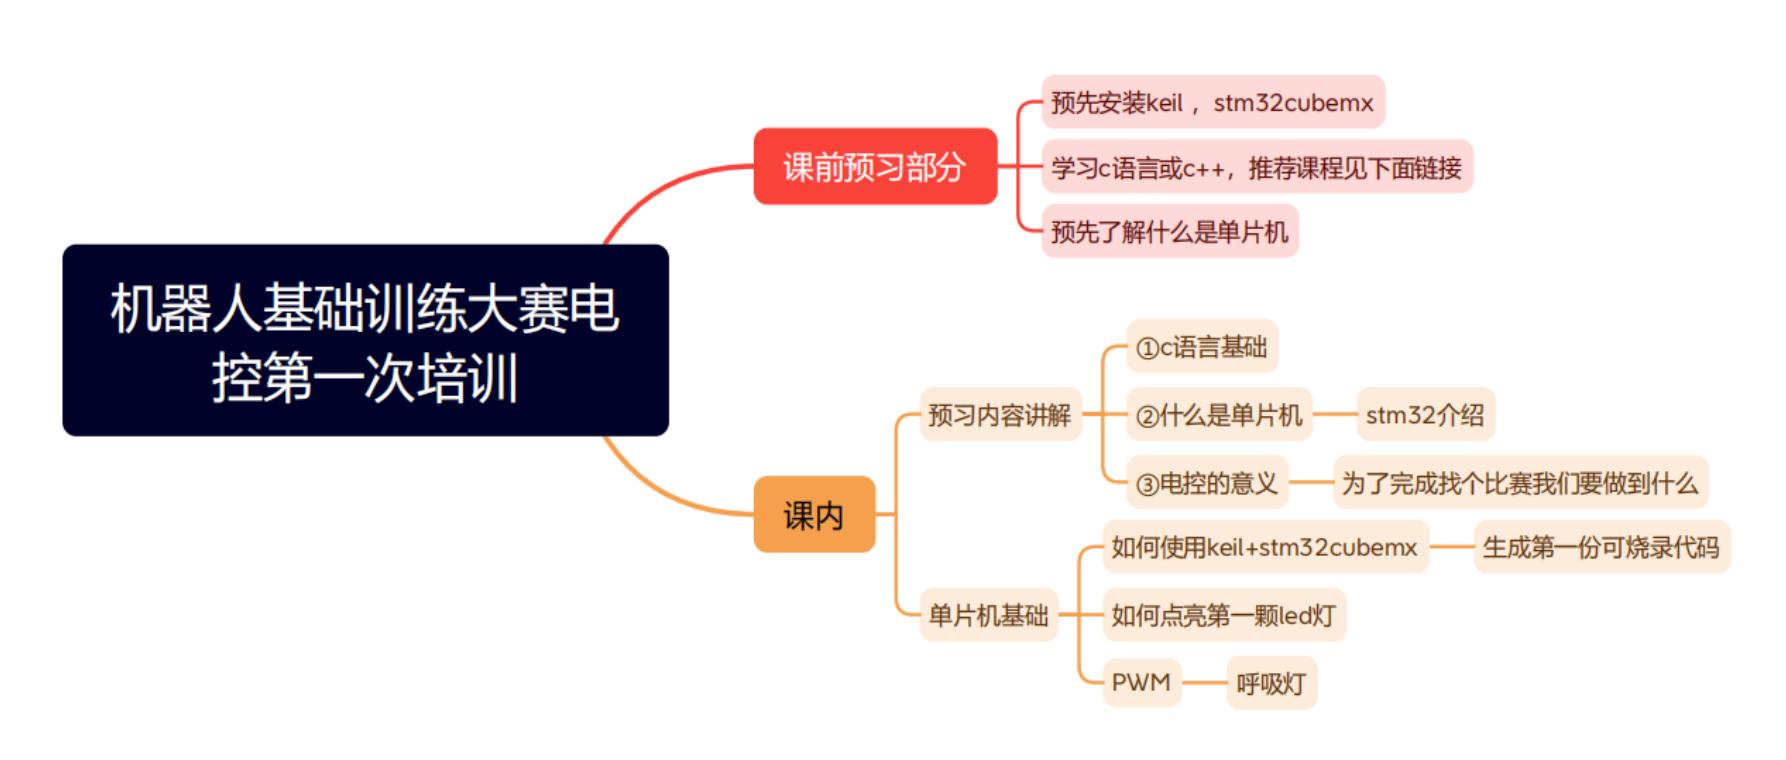 机器人基础训练大赛电
控第一次培训
课前预习部分
预先安装keil，stm32cubemx
学习c语言或c++，推荐课程见下面链接
预先了解什么是单片机
课内
预习内容讲解
①c语言基础
②什么是单片机
stm32介绍
③电控的意义
为了完成找个比赛我们要做到什么
单片机基础
如何使用keil+stm32cubemx
生成第一份可烧录代码
如何点亮第一颗led灯
PWM
呼吸灯